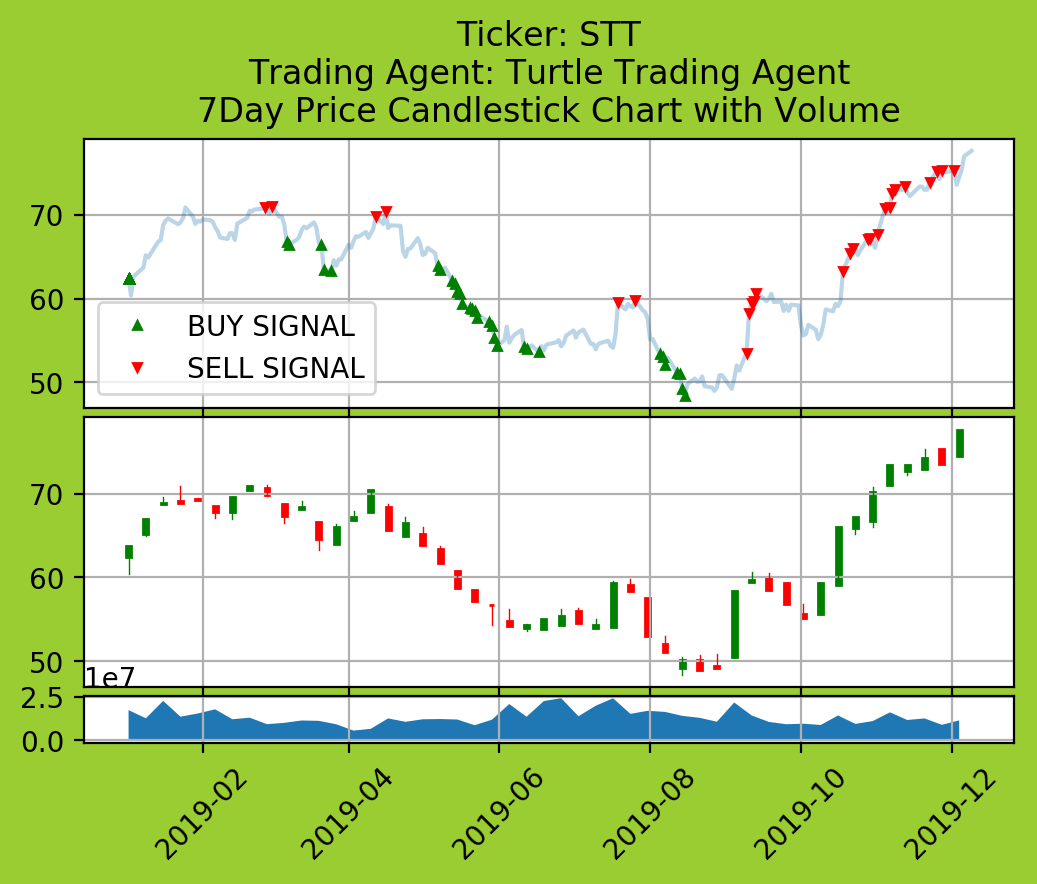 Ticker: STT
Trading Agent: Turtle Trading Agent
7Day Price Candlestick Chart with Volume
70
60
50
BUY SIGNAL
SELL SIGNAL
70
60
50
1e7
2.5
0.0
2019-02
2019-04
2019-06
2019-08
2019-10
2019-12